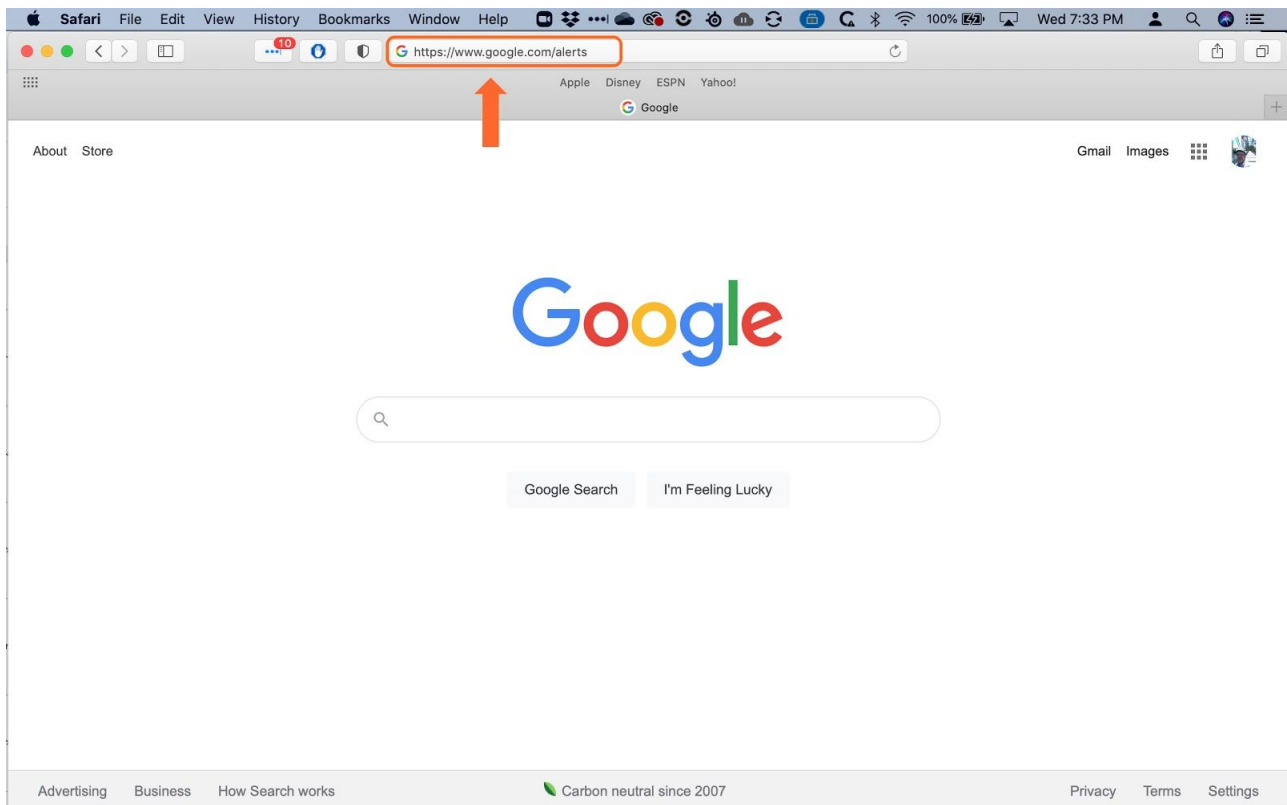 Safari File Edit View History Bookmarks Window Help 100% Wed 7:33 PM
10 https://www.google.com/alerts
Apple Disney ESPN Yahoo!
Google
About Store Gmail Images
Google
Google Search I'm Feeling Lucky
Advertising Business How Search works Carbon neutral since 2007 Privacy Terms Settings